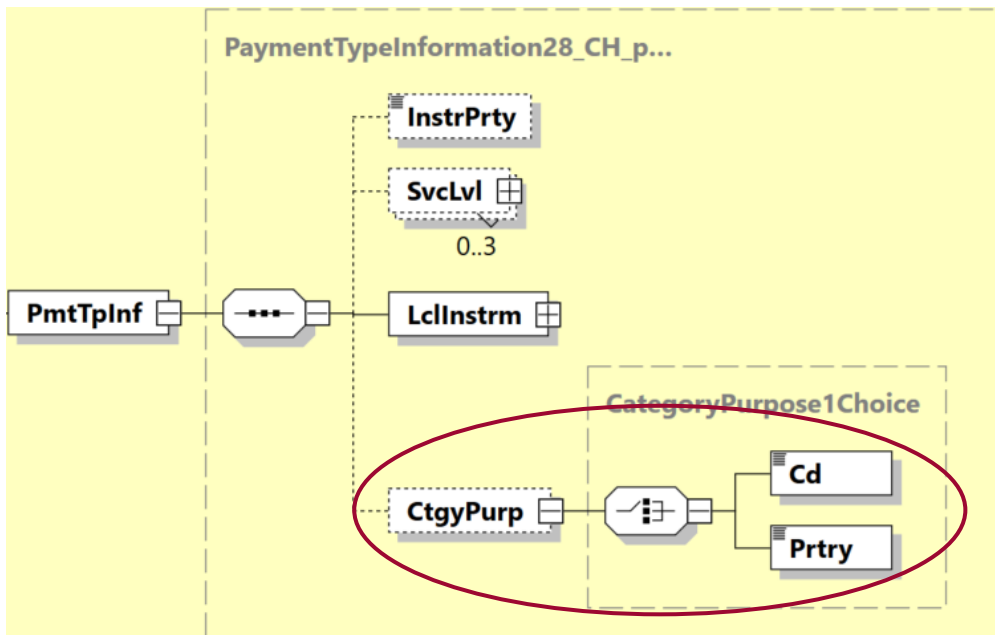 PaymentTypeInformation28_CH_p...
InstrPrty
SvcLvl
0..3
PmtTpInf
LclInstrm
CategoryPurpose1Choice
Cd
CtgyPurp
Prtry